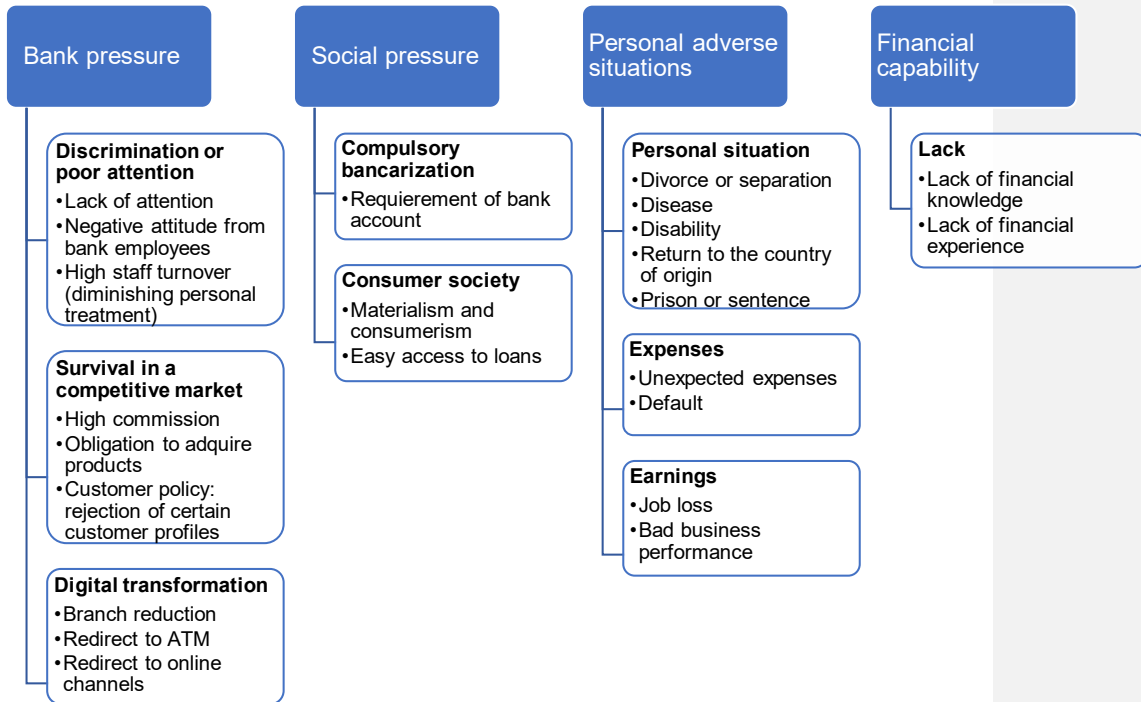 Bank pressure
Discrimination or
poor attention
•Lack of attention
•Negative attitude from
bank employees
•High staff turnover
(diminishing personal
treatment)
Survival in a
competitive market
•High commission
•Obligation to adquire
products
•Customer policy:
rejection of certain
customer profiles
Digital transformation
•Branch reduction
•Redirect to ATM
•Redirect to online
channels
Social pressure
Compulsory
bancarization
•Requierement of bank
account
Consumer society
•Materialism and
consumerism
•Easy access to loans
Personal adverse
situations
Personal situation
•Divorce or separation
•Disease
•Disability
•Return to the country
of origin
•Prison or sentence
Expenses
•Unexpected expenses
•Default
Earnings
•Job loss
•Bad business
performance
Financial
capability
Lack
•Lack of financial
knowledge
•Lack of financial
experience